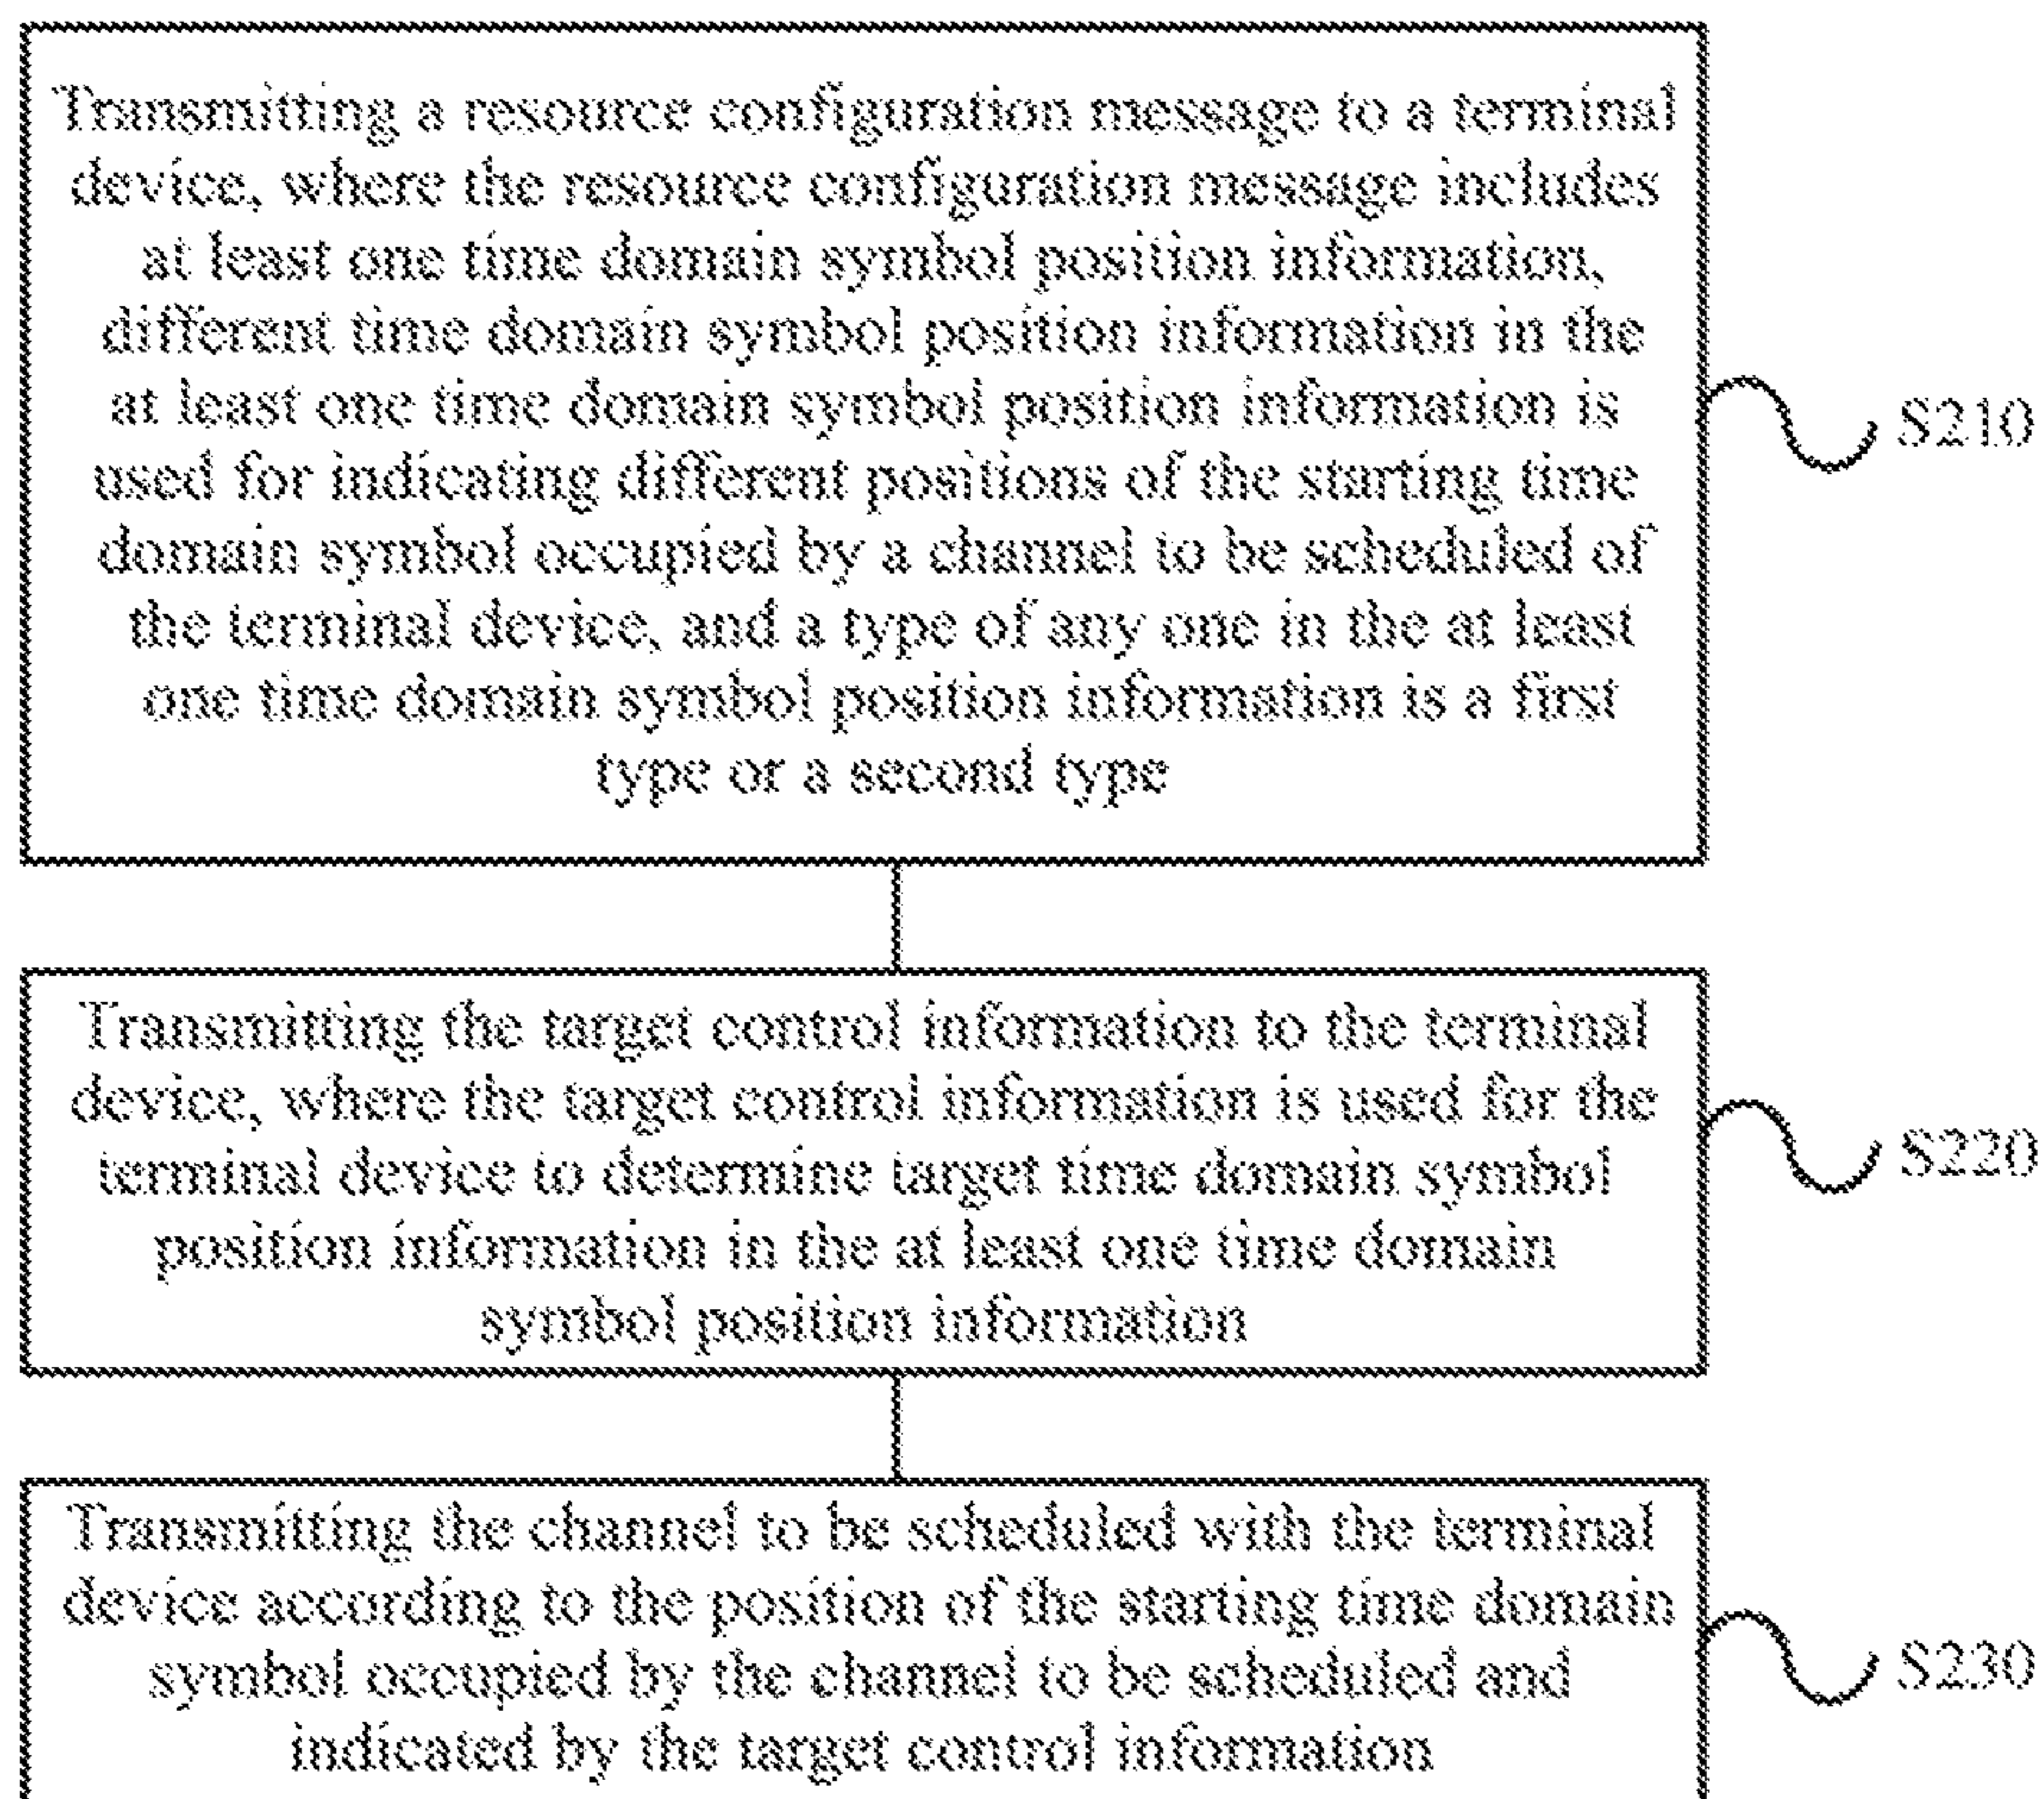 Transmitting a resource configuration message to a terminal
device, where the resource configuration message includes
at least one time domain symbol position information,
different time domain symbol position information in the
at least one time domain symbol position information is
used for indicating different positions of the starting time
domain symbol occupied by a channel to be scheduled of
the terminal device, and a type of any one in the at least
one time domain symbol position information is a first
type or a second type
S210
Transmitting the target control information to the terminal
device, where the target control information is used for the
terminal device to determine target time domain symbol
position information in the at least one time domain
symbol position information
S220
Transmitting the channel to be scheduled with the terminal
device according to the position of the starting time domain
symbol occupied by the channel to be scheduled and
indicated by the target control information
S230